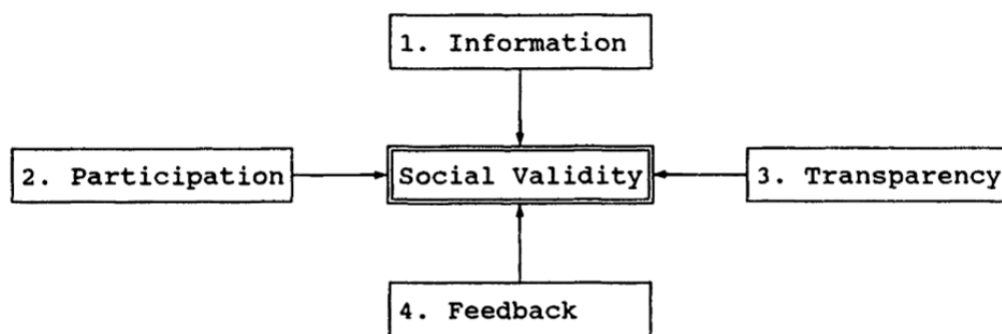 1. Information
2. Participation
Social Validity
3. Transparency
4. Feedback